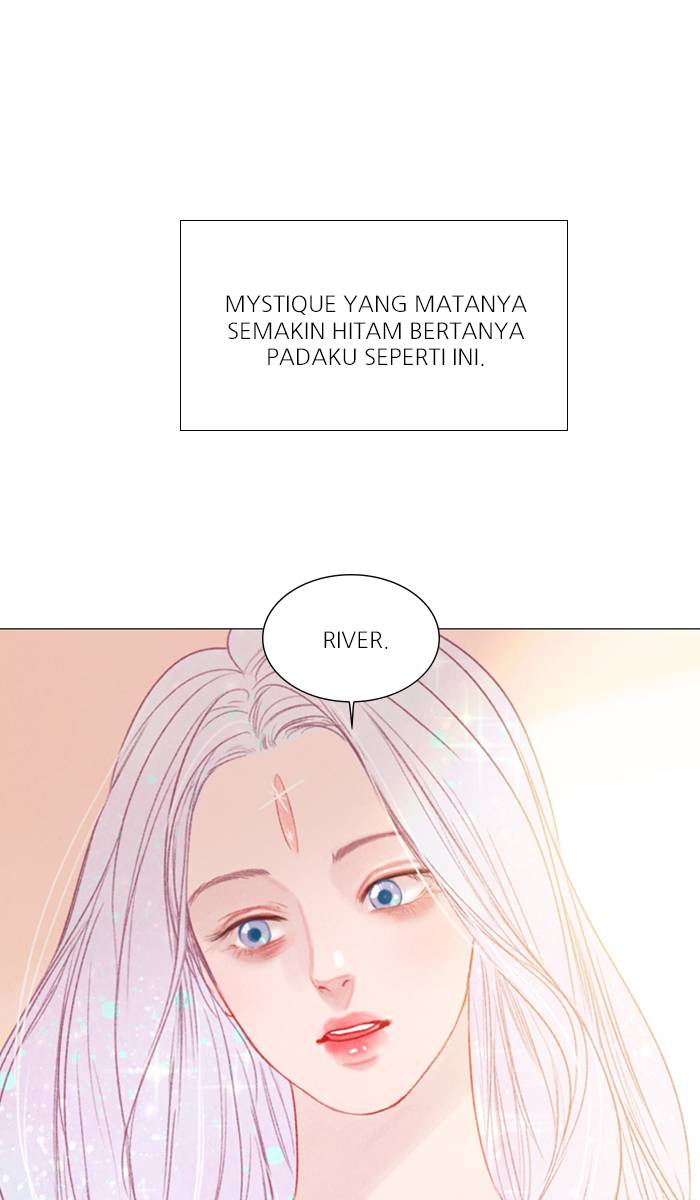 MYSTIQUE YANG MATANYA
SEMAKIN HITAM BERTANYA
PADAKU SEPERTI INI.
RIVER.